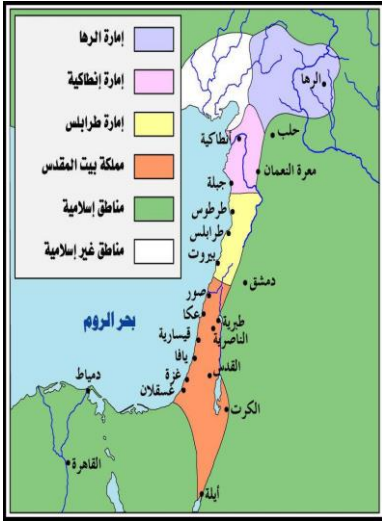 إمارة الرها
إمارة إنطاكية
إمارة طرابلس
مملكة بيت المقدس
مناطق إسلامية
مناطق غير إسلامية
الرها
حلب
أنطاكية
معرة النعمان
جبلة
طرطوس
طرابلس
بيروت
دمشق
صور
عكا
طبرية
الناصرية
قيسارية
يافا
القدس
غزة
عسقلان
الكرت
أيلة
بحر الروم
دمياط
القاهرة